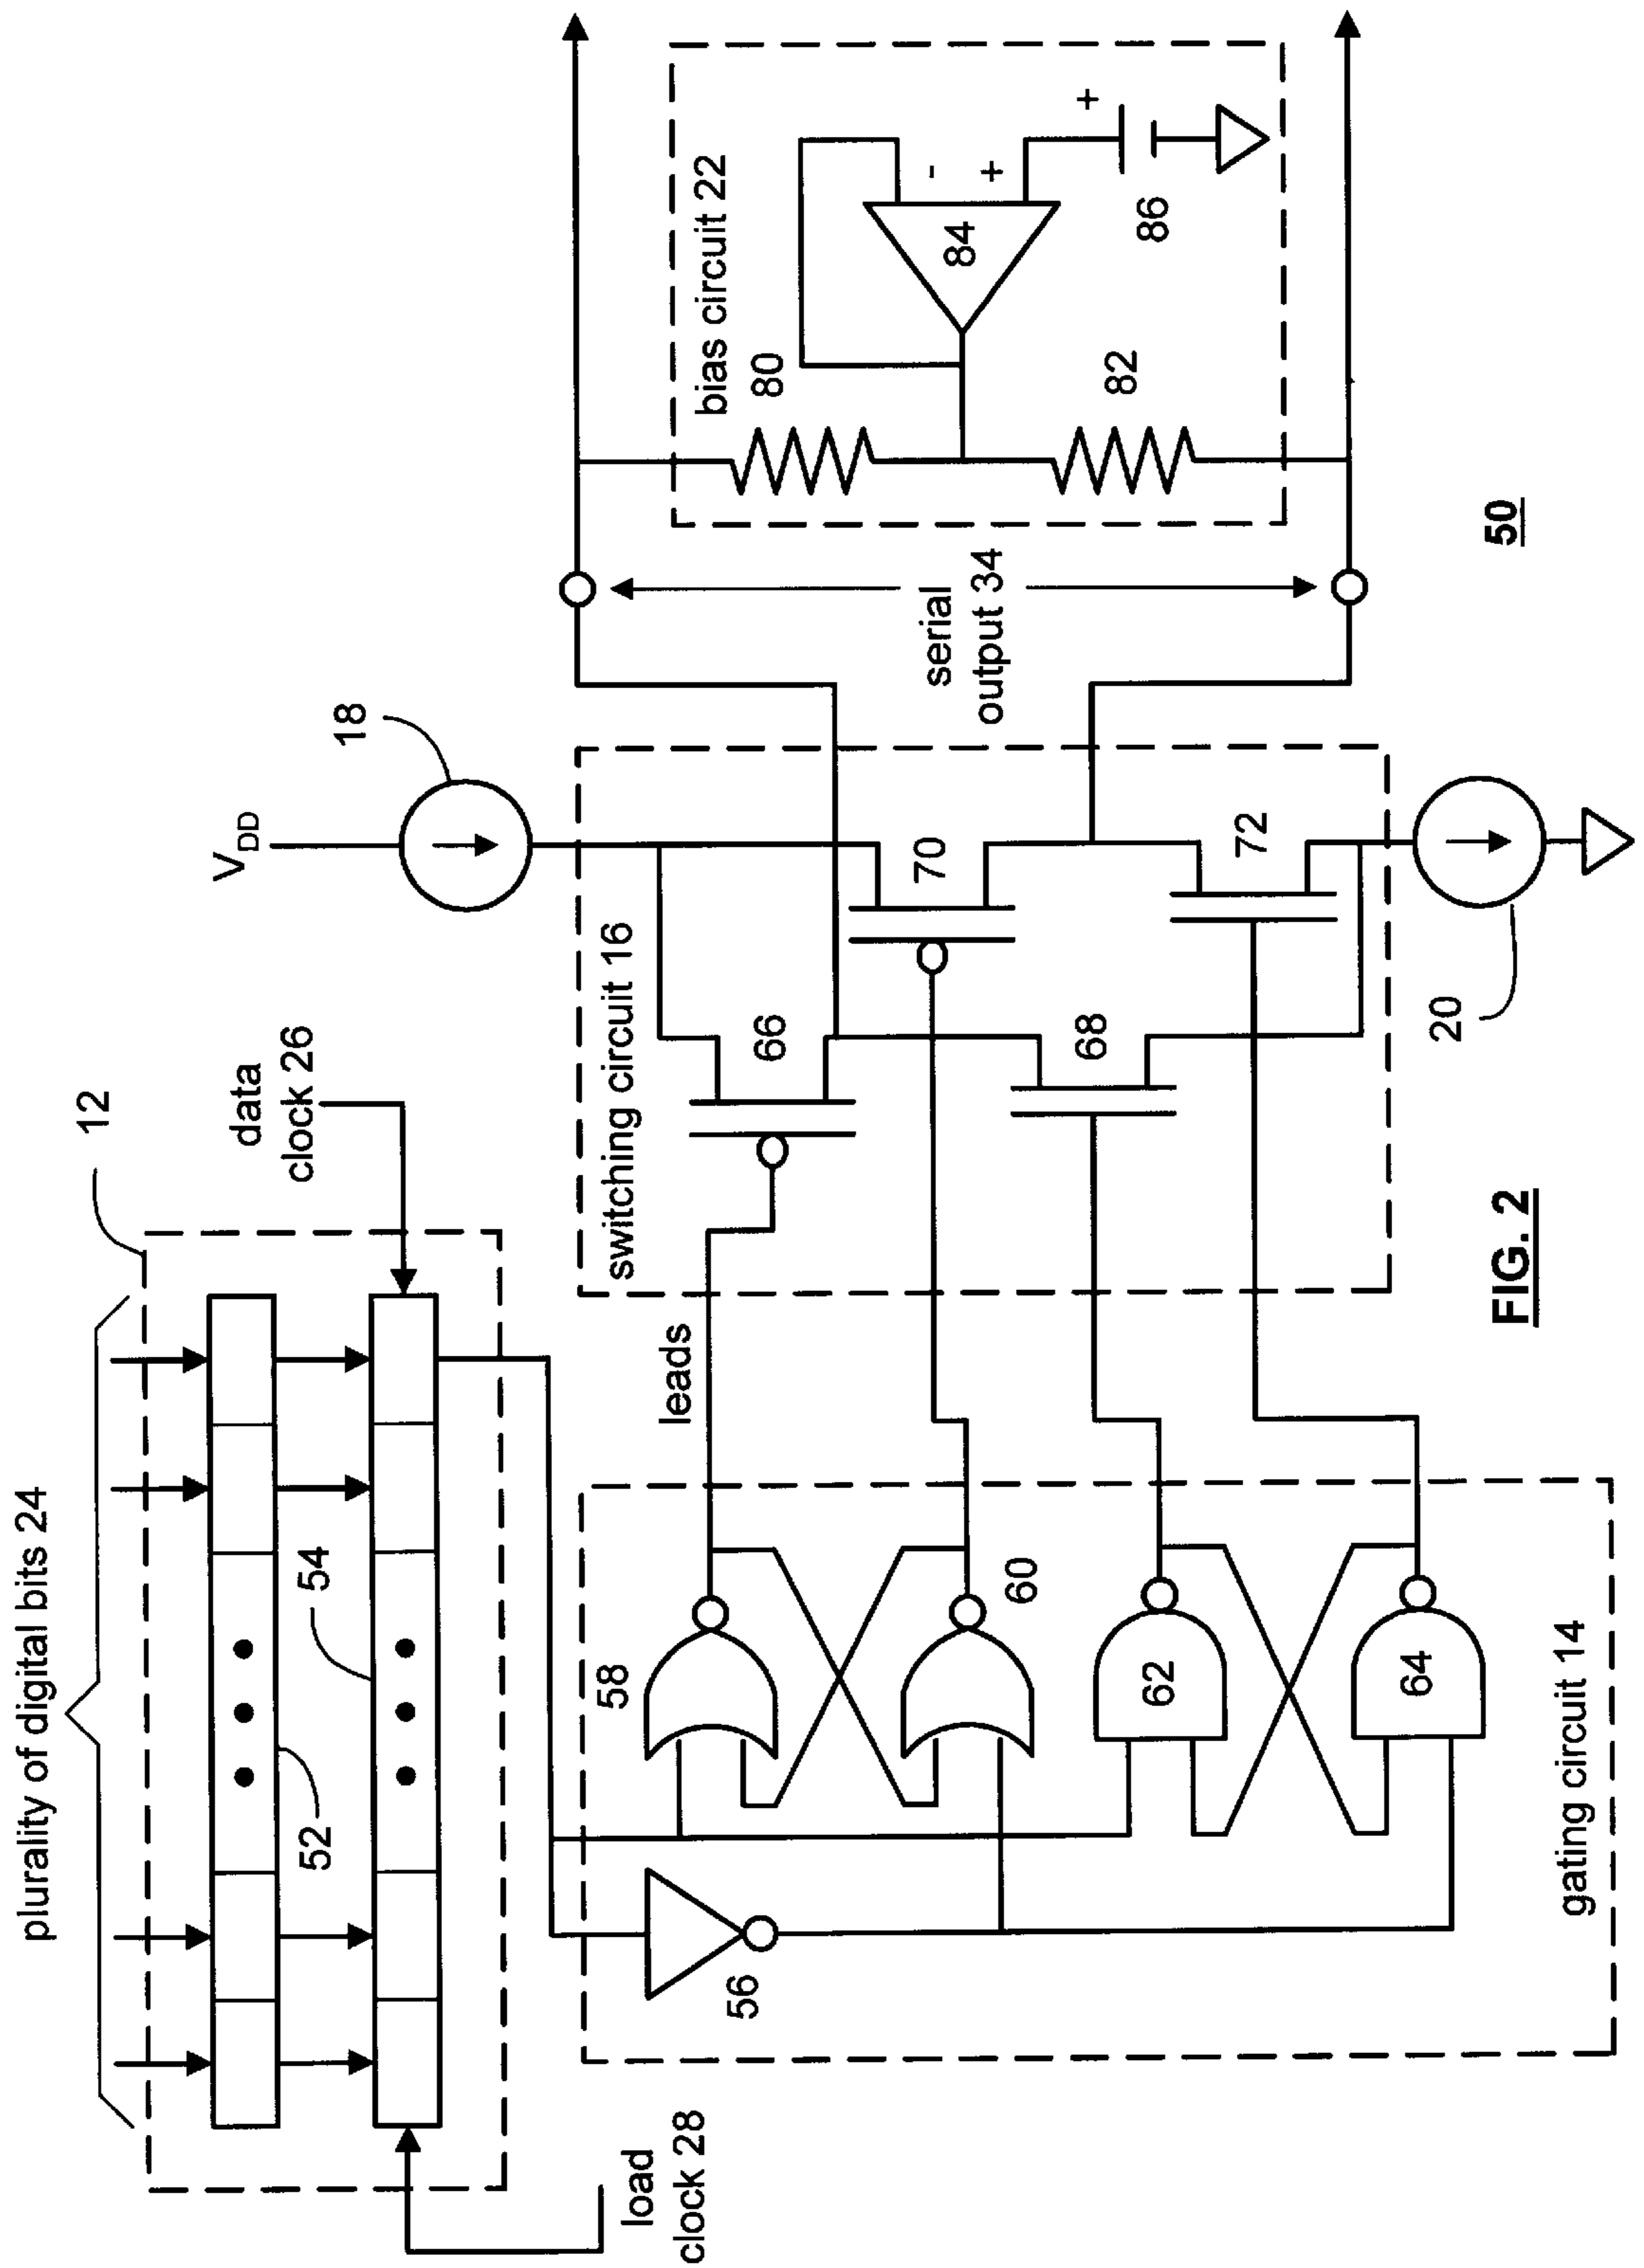 plurality of digital bits 24
12
52
54
data
clock 26
load
clock 28
V_DD
18
leads
switching circuit 16
66
70
68
72
20
58
60
62
64
56
gating circuit 14
serial
output 34
bias circuit 22
80
82
84
-
+
+
86
50
FIG. 2